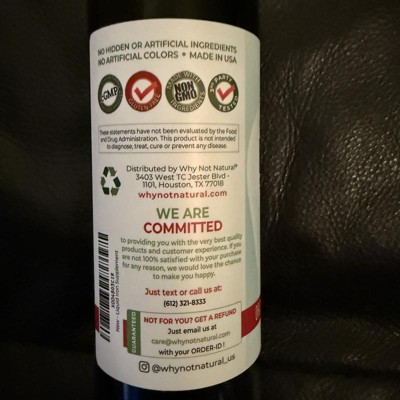 NO HIDDEN OR ARTIFICIAL INGREDIENTS
NO ARTIFICIAL COLORS * MADE IN USA
cGMP
GLUTEN FREE
MADE WITH
NON
GMO
INGREDIENTS
3rd PARTY
TESTED
These statements have not been evaluated by the Food
and Drug Administration. This product is not intended
to diagnose, treat, cure or prevent any disease.
Distributed by Why Not Natural®
3403 West TC Jester Blvd -
1101, Houston, TX 77018
whynotnatural.com
WE ARE
COMMITTED
to providing you with the very best quality
products and customer experience. If you
are not 100% satisfied with your purchase
for any reason, we would love the chance
to make you happy.
Just text or call us at:
(612) 321-8333
GUARANTEED
NOT FOR YOU? GET A REFUND
Just email us at
care@whynotnatural.com
with your ORDER-ID !
@whynotnatural_us
New - Liquid Iron Supplement